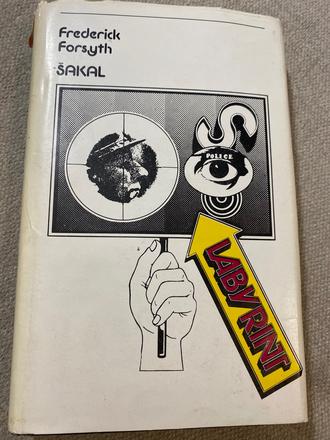 Frederick
Forsyth
ŠAKAL
POLICE
LABYRINT